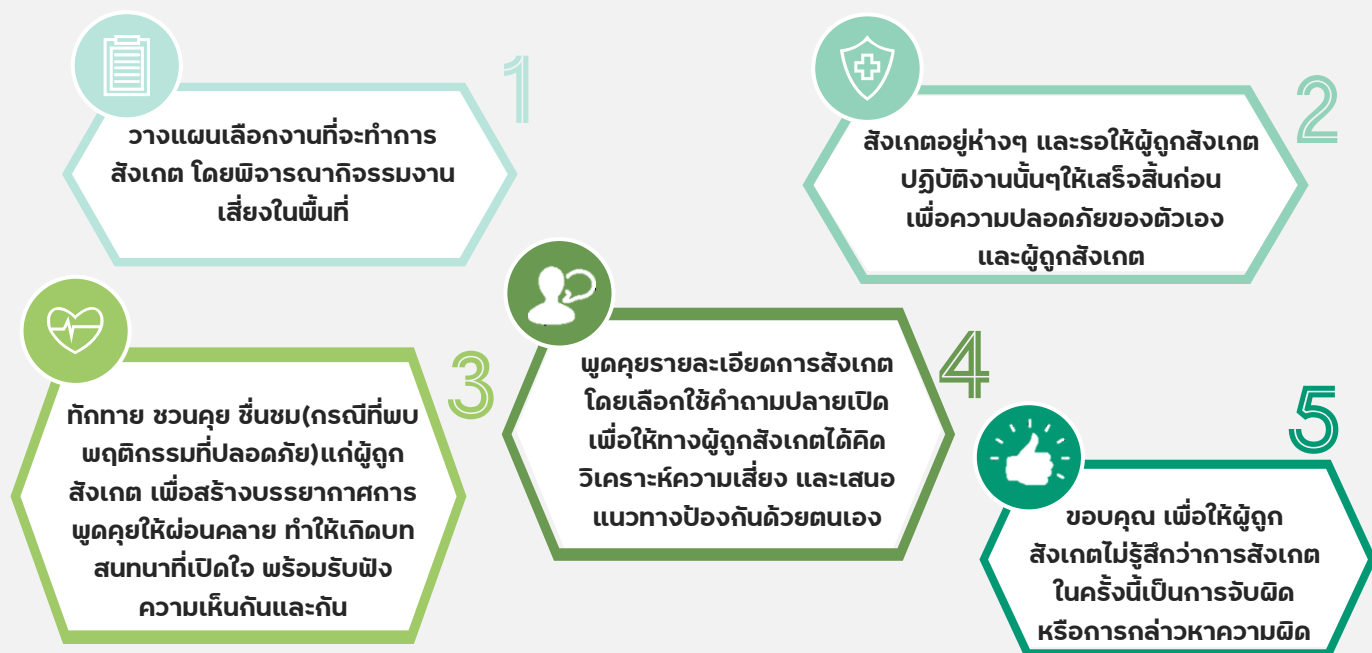 1
วางแผนเลือกงานที่จะทำการ
สังเกต โดยพิจารณากิจรรมงาน
เสี่ยงในพื้นที่
2
สังเกตอยู่ห่างๆ และรอให้ผู้ถูกสังเกต
ปฏิบัติงานนั้นๆให้เสร็จสิ้นก่อน
เพื่อความปลอดภัยของตัวเอง
และผู้ถูกสังเกต
3
ทักทาย ชวนคุย ชื่นชม(กรณีที่พบ
พฤติกรรมที่ปลอดภัย)แก่ผู้ถูก
สังเกต เพื่อสร้างบรรยากาศการ
พูดคุยให้ผ่อนคลาย ทำให้เกิดบท
สนทนาที่เปิดใจ พร้อมรับฟัง
ความเห็นกันและกัน
4
พูดคุยรายละเอียดการสังเกต
โดยเลือกใช้คำถามปลายเปิด
เพื่อให้ทางผู้ถูกสังเกตได้คิด
วิเคราะห์ความเสี่ยง และเสนอ
แนวทางป้องกันด้วยตนเอง
5
ขอบคุณ เพื่อให้ผู้ถูก
สังเกตไม่รู้สึกว่าการสังเกต
ในครั้งนี้เป็นการจับผิด
หรือการกล่าวหาความผิด